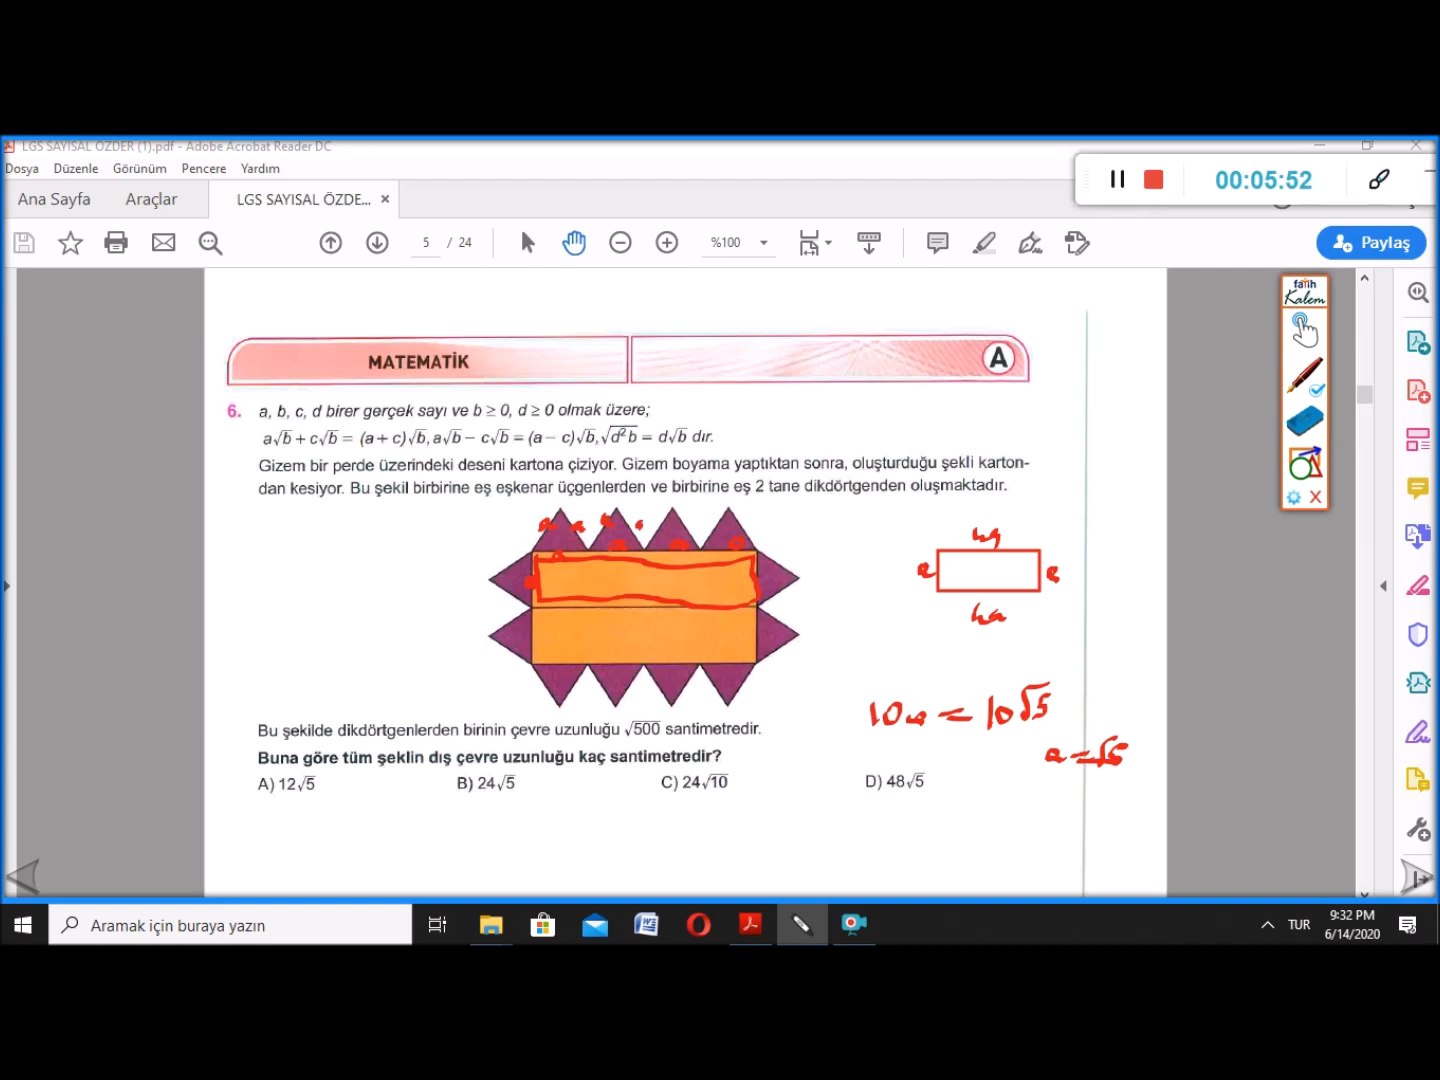 LGS SAYISAL ÖZDER (1).pdf - Adobe Acrobat Reader DC
Dosya Düzenle Görünüm Pencere Yardım
00:05:52
Ana Sayfa Araçlar LGS SAYISAL ÖZDE... ×
5 / 24 %100 Paylaş
fatih
Kalem
MATEMATİK A
6. a, b, c, d birer gerçek sayı ve b ≥ 0, d ≥ 0 olmak üzere;
a√b + c√b = (a + c)√b, a√b − c√b = (a − c)√b, √d²b = d√b dır.
Gizem bir perde üzerindeki deseni kartona çiziyor. Gizem boyama yaptıktan sonra, oluşturduğu şekli karton-
dan kesiyor. Bu şekil birbirine eş eşkenar üçgenlerden ve birbirine eş 2 tane dikdörtgenden oluşmaktadır.
a a
4a
a a
4a
10a = 10√5
a = √5
Bu şekilde dikdörtgenlerden birinin çevre uzunluğu √500 santimetredir.
Buna göre tüm şeklin dış çevre uzunluğu kaç santimetredir?
A) 12√5 B) 24√5 C) 24√10 D) 48√5
Aramak için buraya yazın
TUR
9:32 PM
6/14/2020